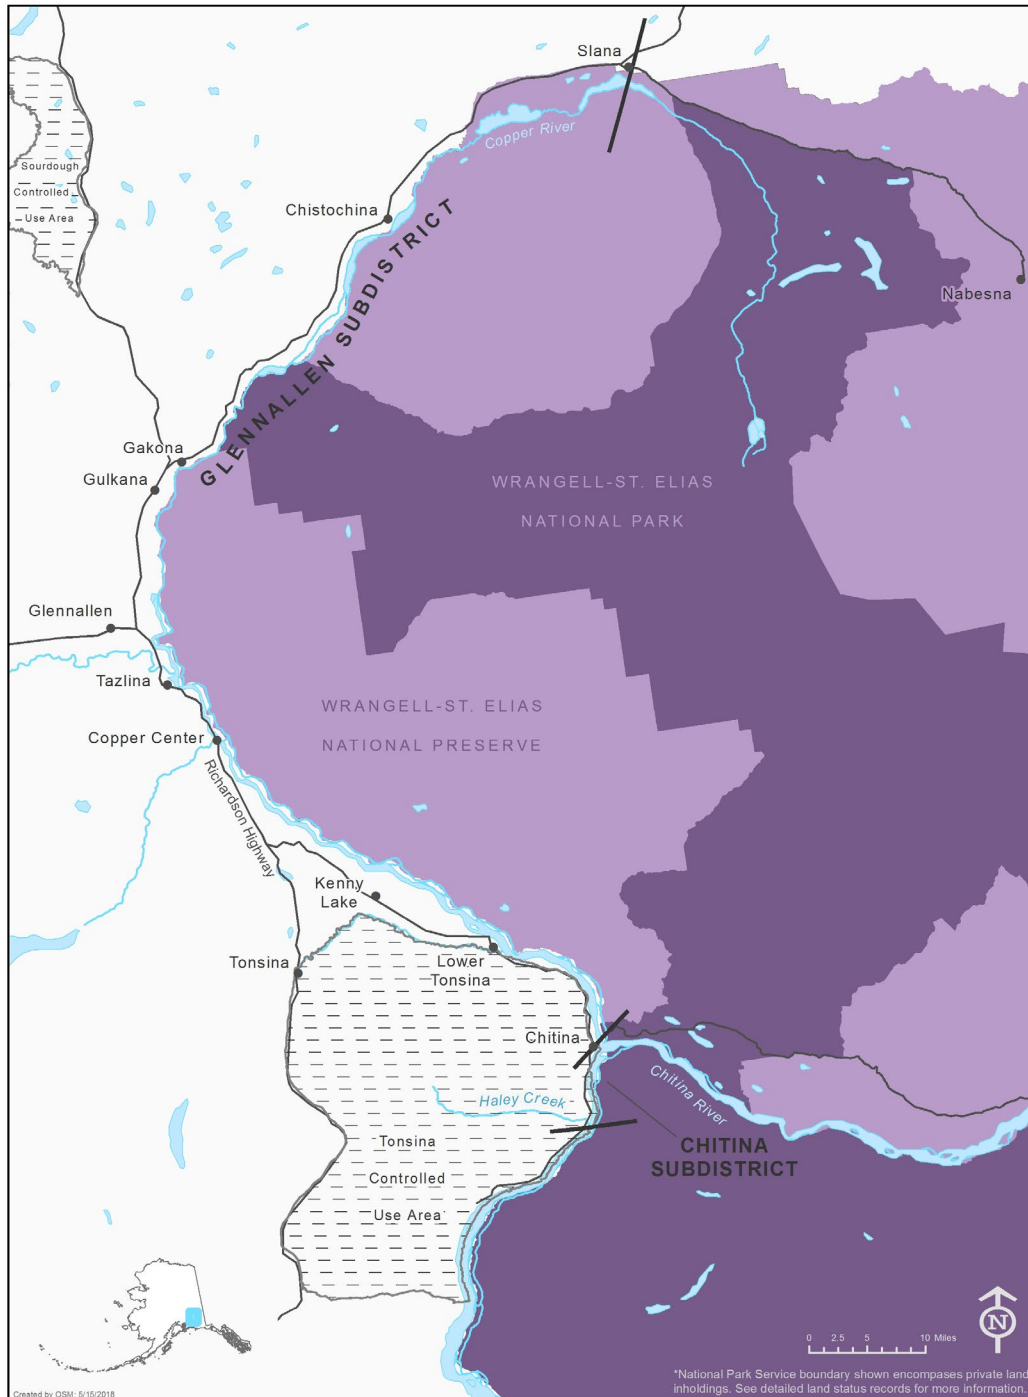 Slana
Copper River
Sourdough
Controlled
Use Area
Chistochina
GLENNALLEN SUBDISTRICT
Nabesna
Gakona
Gulkana
WRANGELL-ST. ELIAS
NATIONAL PARK
Glennallen
Tazlina
WRANGELL-ST. ELIAS
NATIONAL PRESERVE
Copper Center
Richardson Highway
Kenny
Lake
Lower
Tonsina
Tonsina
Chitina
Chitina River
Haley Creek
CHITINA
SUBDISTRICT
Tonsina
Controlled
Use Area
N
0 2.5 5 10 Miles
*National Park Service boundary shown encompases private land
inholdings. See detailed land status records for more information.
Created by OSM: 5/15/2018